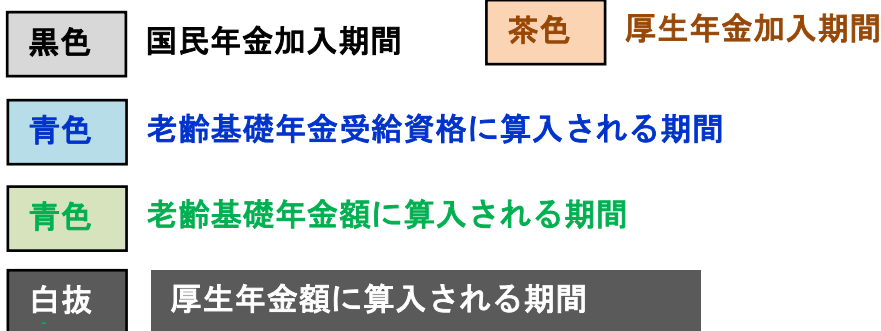 黒色 国民年金加入期間 茶色 厚生年金加入期間
青色 老齢基礎年金受給資格に算入される期間
青色 老齢基礎年金額に算入される期間
白抜 厚生年金額に算入される期間